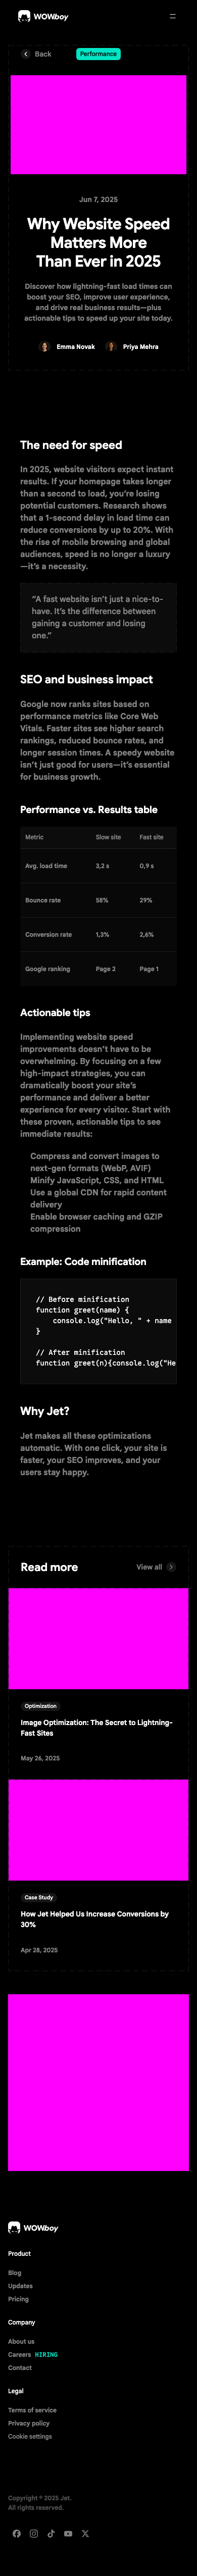 WOWboy
Back
Performance
Jun 7, 2025
Why Website Speed
Matters More
Than Ever in 2025
Discover how lightning-fast load times can
boost your SEO, improve user experience,
and drive real business results—plus
actionable tips to speed up your site today.
Emma Novak
Priya Mehra
The need for speed
In 2025, website visitors expect instant
results. If your homepage takes longer
than a second to load, you’re losing
potential customers. Research shows
that a 1-second delay in load time can
reduce conversions by up to 20%. With
the rise of mobile browsing and global
audiences, speed is no longer a luxury
—it’s a necessity.
“A fast website isn’t just a nice-to-
have. It’s the difference between
gaining a customer and losing
one.”
SEO and business impact
Google now ranks sites based on
performance metrics like Core Web
Vitals. Faster sites see higher search
rankings, reduced bounce rates, and
longer session times. A speedy website
isn’t just good for users—it’s essential
for business growth.
Performance vs. Results table
Metric Slow site Fast site
Avg. load time 3,2 s 0,9 s
Bounce rate 58% 29%
Conversion rate 1,3% 2,6%
Google ranking Page 2 Page 1
Actionable tips
Implementing website speed
improvements doesn’t have to be
overwhelming. By focusing on a few
high-impact strategies, you can
dramatically boost your site’s
performance and deliver a better
experience for every visitor. Start with
these proven, actionable tips to see
immediate results:
Compress and convert images to
next-gen formats (WebP, AVIF)
Minify JavaScript, CSS, and HTML
Use a global CDN for rapid content
delivery
Enable browser caching and GZIP
compression
Example: Code minification
// Before minification
function greet(name) {
console.log("Hello, " + name
}
// After minification
function greet(n){console.log("He
Why Jet?
Jet makes all these optimizations
automatic. With one click, your site is
faster, your SEO improves, and your
users stay happy.
Read more
View all
Optimization
Image Optimization: The Secret to Lightning-
Fast Sites
May 26, 2025
Case Study
How Jet Helped Us Increase Conversions by
30%
Apr 28, 2025
WOWboy
Product
Blog
Updates
Pricing
Company
About us
Careers HIRING
Contact
Legal
Terms of service
Privacy policy
Cookie settings
Copyright © 2025 Jet.
All rights reserved.